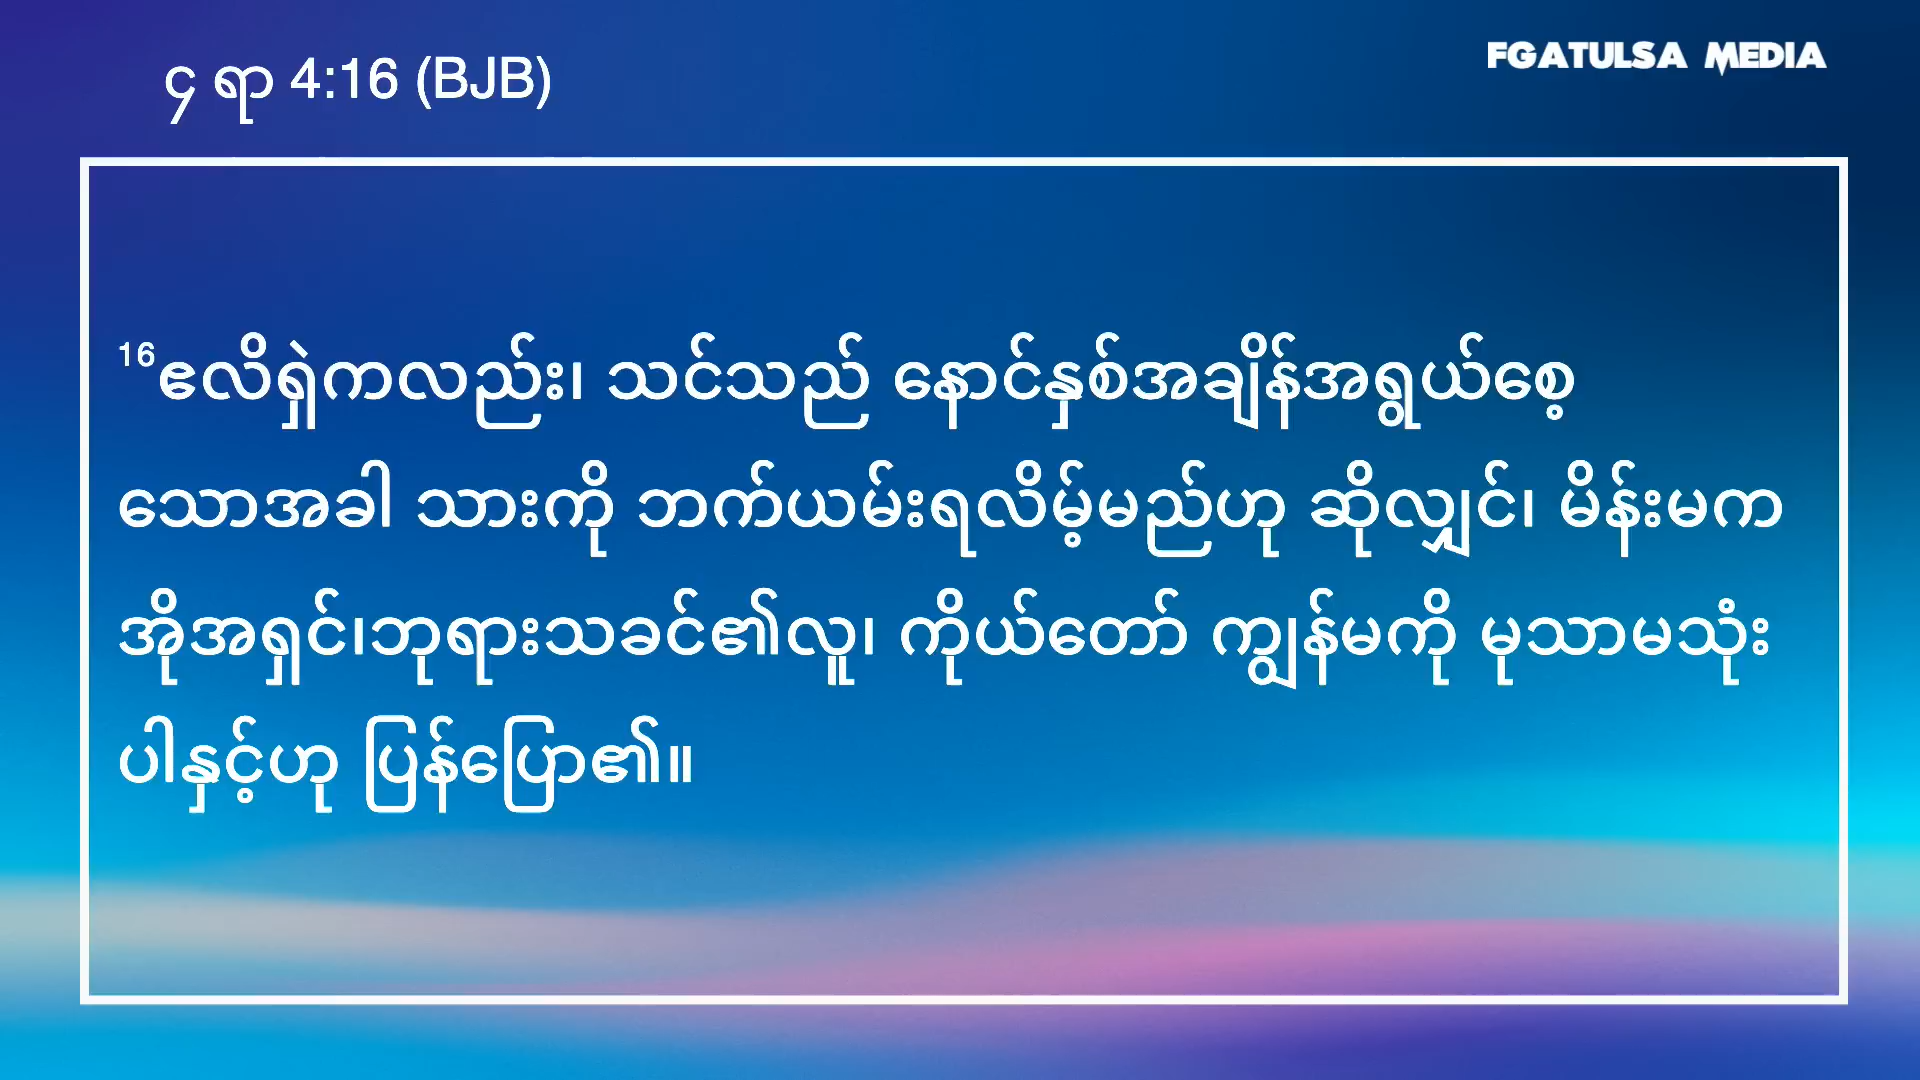 ၄ ရာ 4:16 (BJB)
FGATULSA MEDIA
16ဧလိရှဲကလည်း၊ သင်သည် နောင်နှစ်အချိန်အရွယ်စေ့
သောအခါ သားကို ဘက်ယမ်းရလိမ့်မည်ဟု ဆိုလျှင်၊ မိန်းမက
အိုအရှင်၊ဘုရားသခင်၏လူ၊ ကိုယ်တော် ကျွန်မကို မုသာမသုံး
ပါနှင့်ဟု ပြန်ပြော၏။